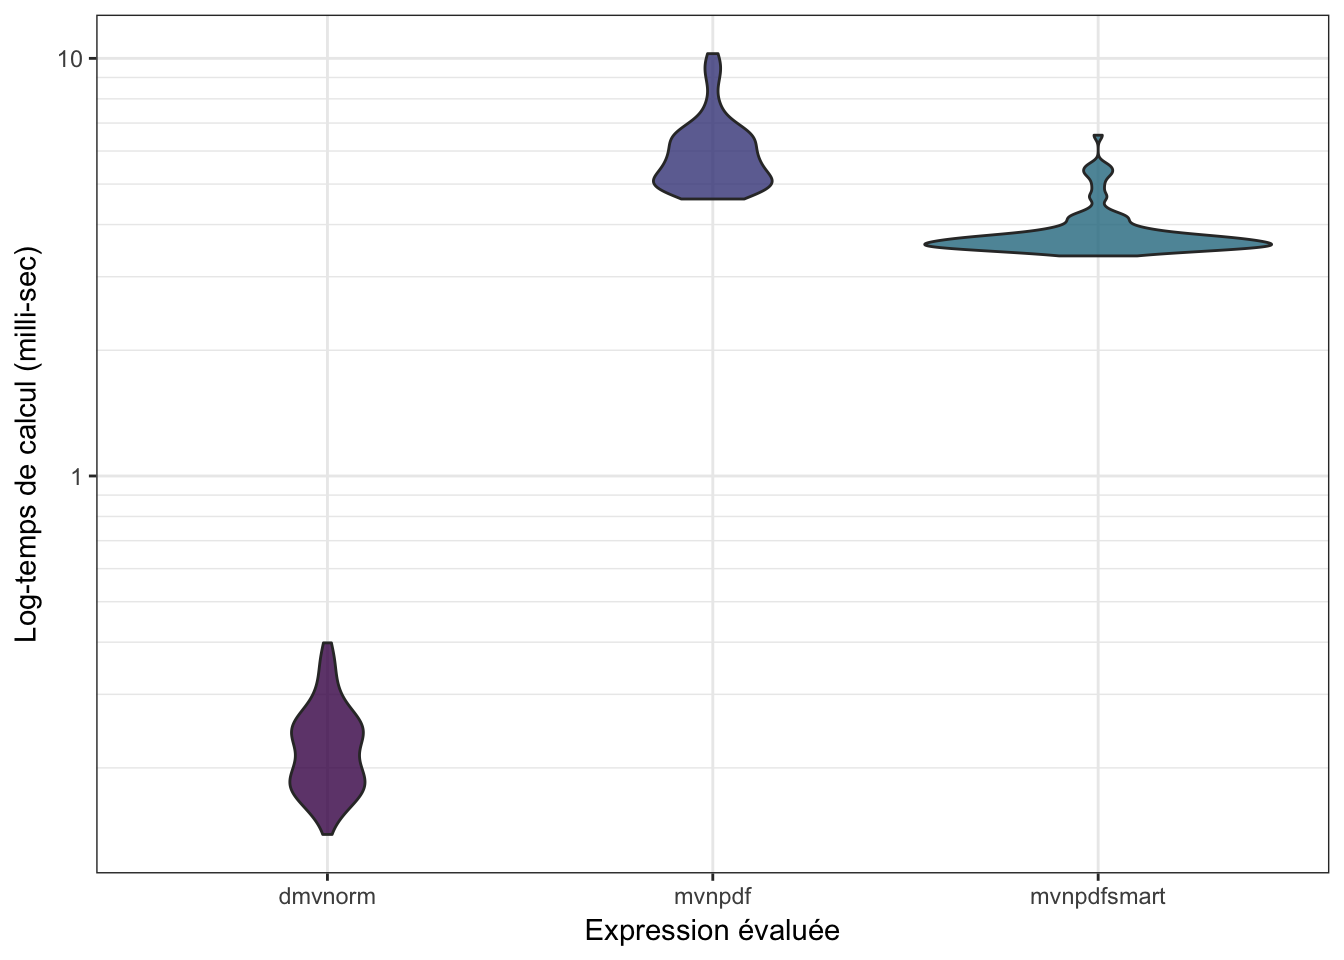 Log-temps de calcul (milli-sec)
10
1
dmvnorm
mvnpdf
mvnpdfsmart
Expression évaluée